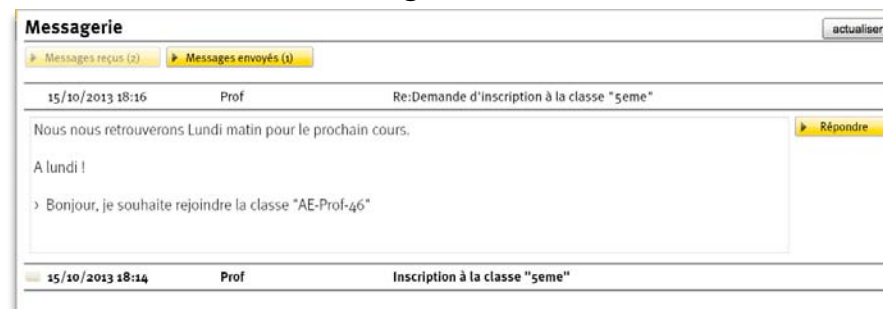 Messagerie
actualiser
Messages reçus (2)
Messages envoyés (1)
15/10/2013 18:16 Prof Re:Demande d'inscription à la classe "5eme"
Nous nous retrouverons Lundi matin pour le prochain cours.
Répondre
A lundi !
> Bonjour, je souhaite rejoindre la classe "AE-Prof-46"
15/10/2013 18:14 Prof Inscription à la classe "5eme"